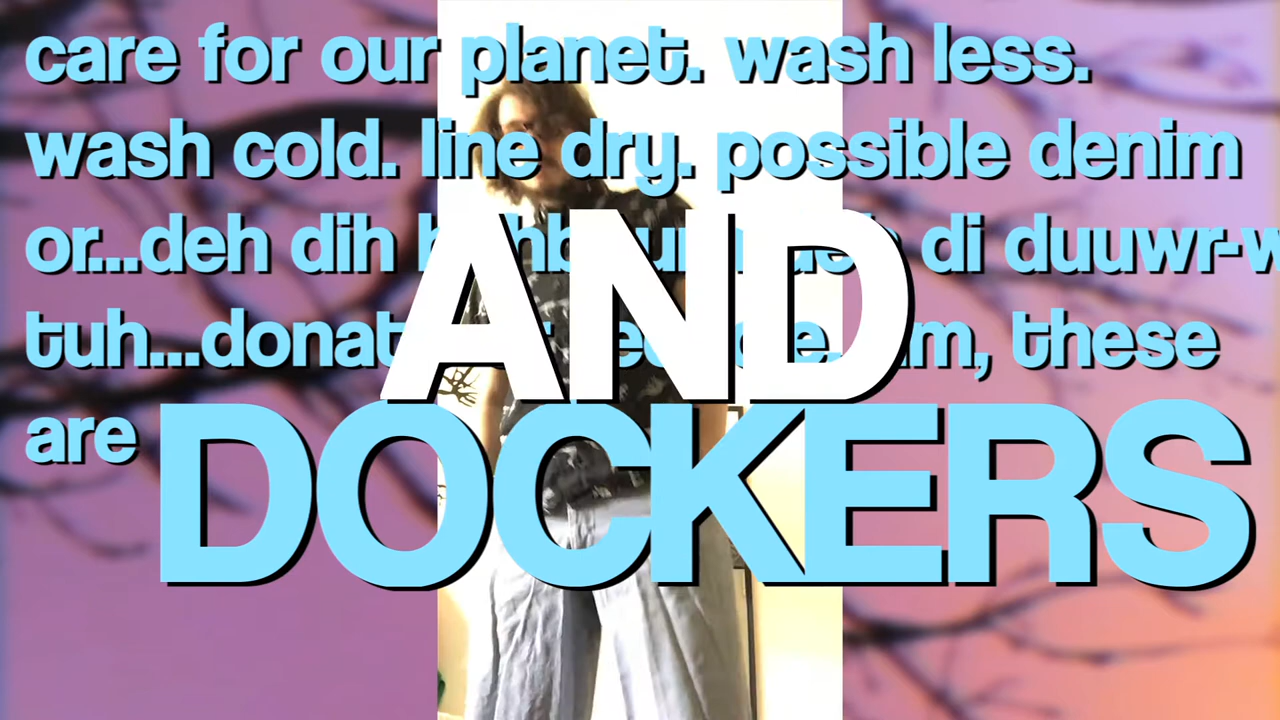 care for our planet. wash less.
wash cold. line dry. possible denim
or...deh dih di duuwr-w
tuh...donat these
AND
are DOCKERS